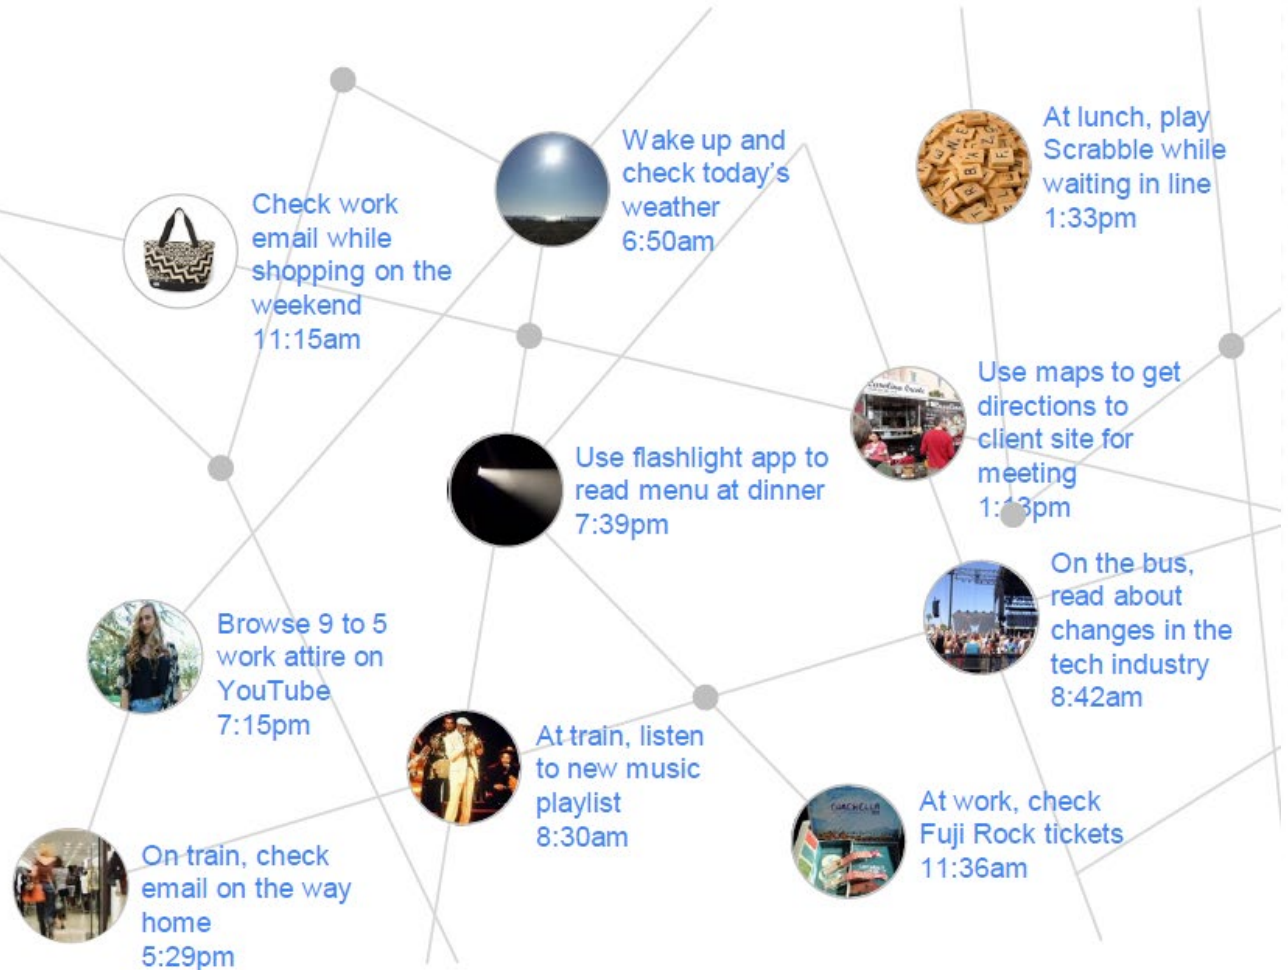 Wake up and
check today's
weather
6:50am
At lunch, play
Scrabble while
waiting in line
1:33pm
Check work
email while
shopping on the
weekend
11:15am
Use maps to get
directions to
client site for
meeting
Use flashlight app to
read menu at dinner
7:39pm
On the bus,
read about
changes in the
tech industry
8:42am
Browse 9 to 5
work attire on
YouTube
7:15pm
At train, listen
to new music
playlist
8:30am
At work, check
Fuji Rock tickets
11:36am
On train, check
email on the way
home
5:29pm
COACHELLA